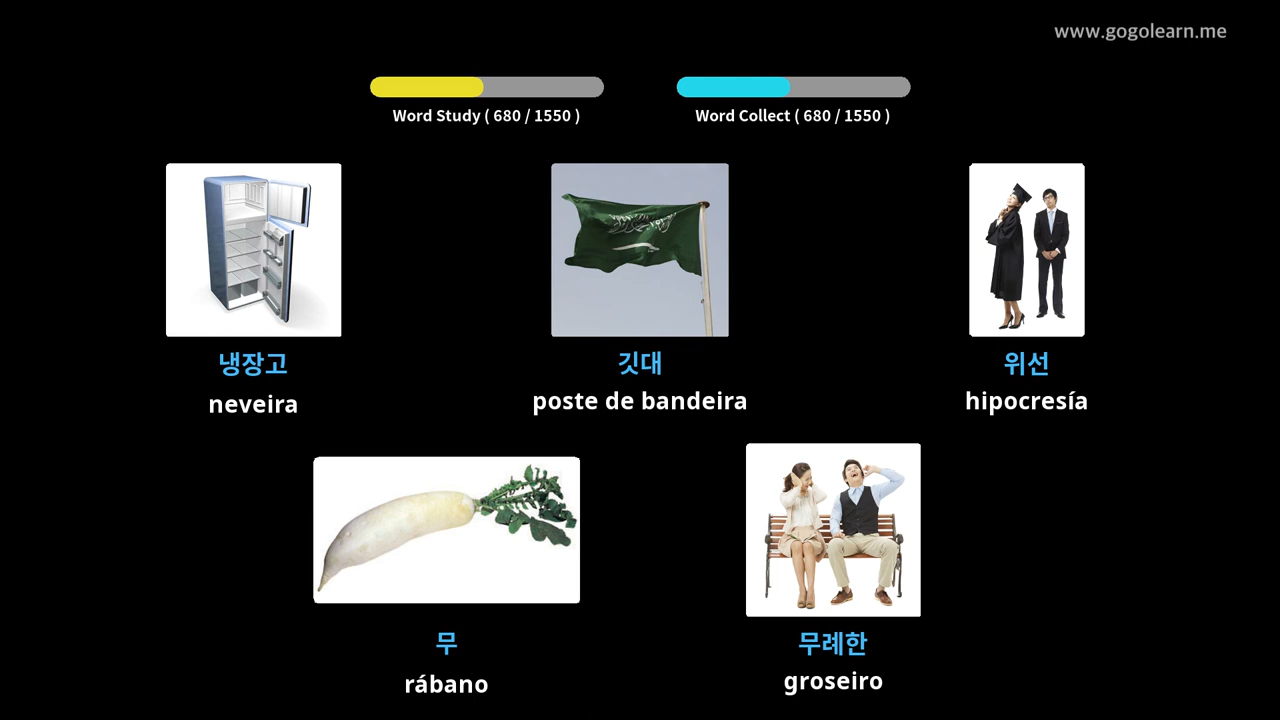 www.gogolearn.me
Word Study ( 680 / 1550 )
Word Collect ( 680 / 1550 )
냉장고
neveira
깃대
poste de bandeira
위선
hipocresía
무
rábano
무례한
groseiro